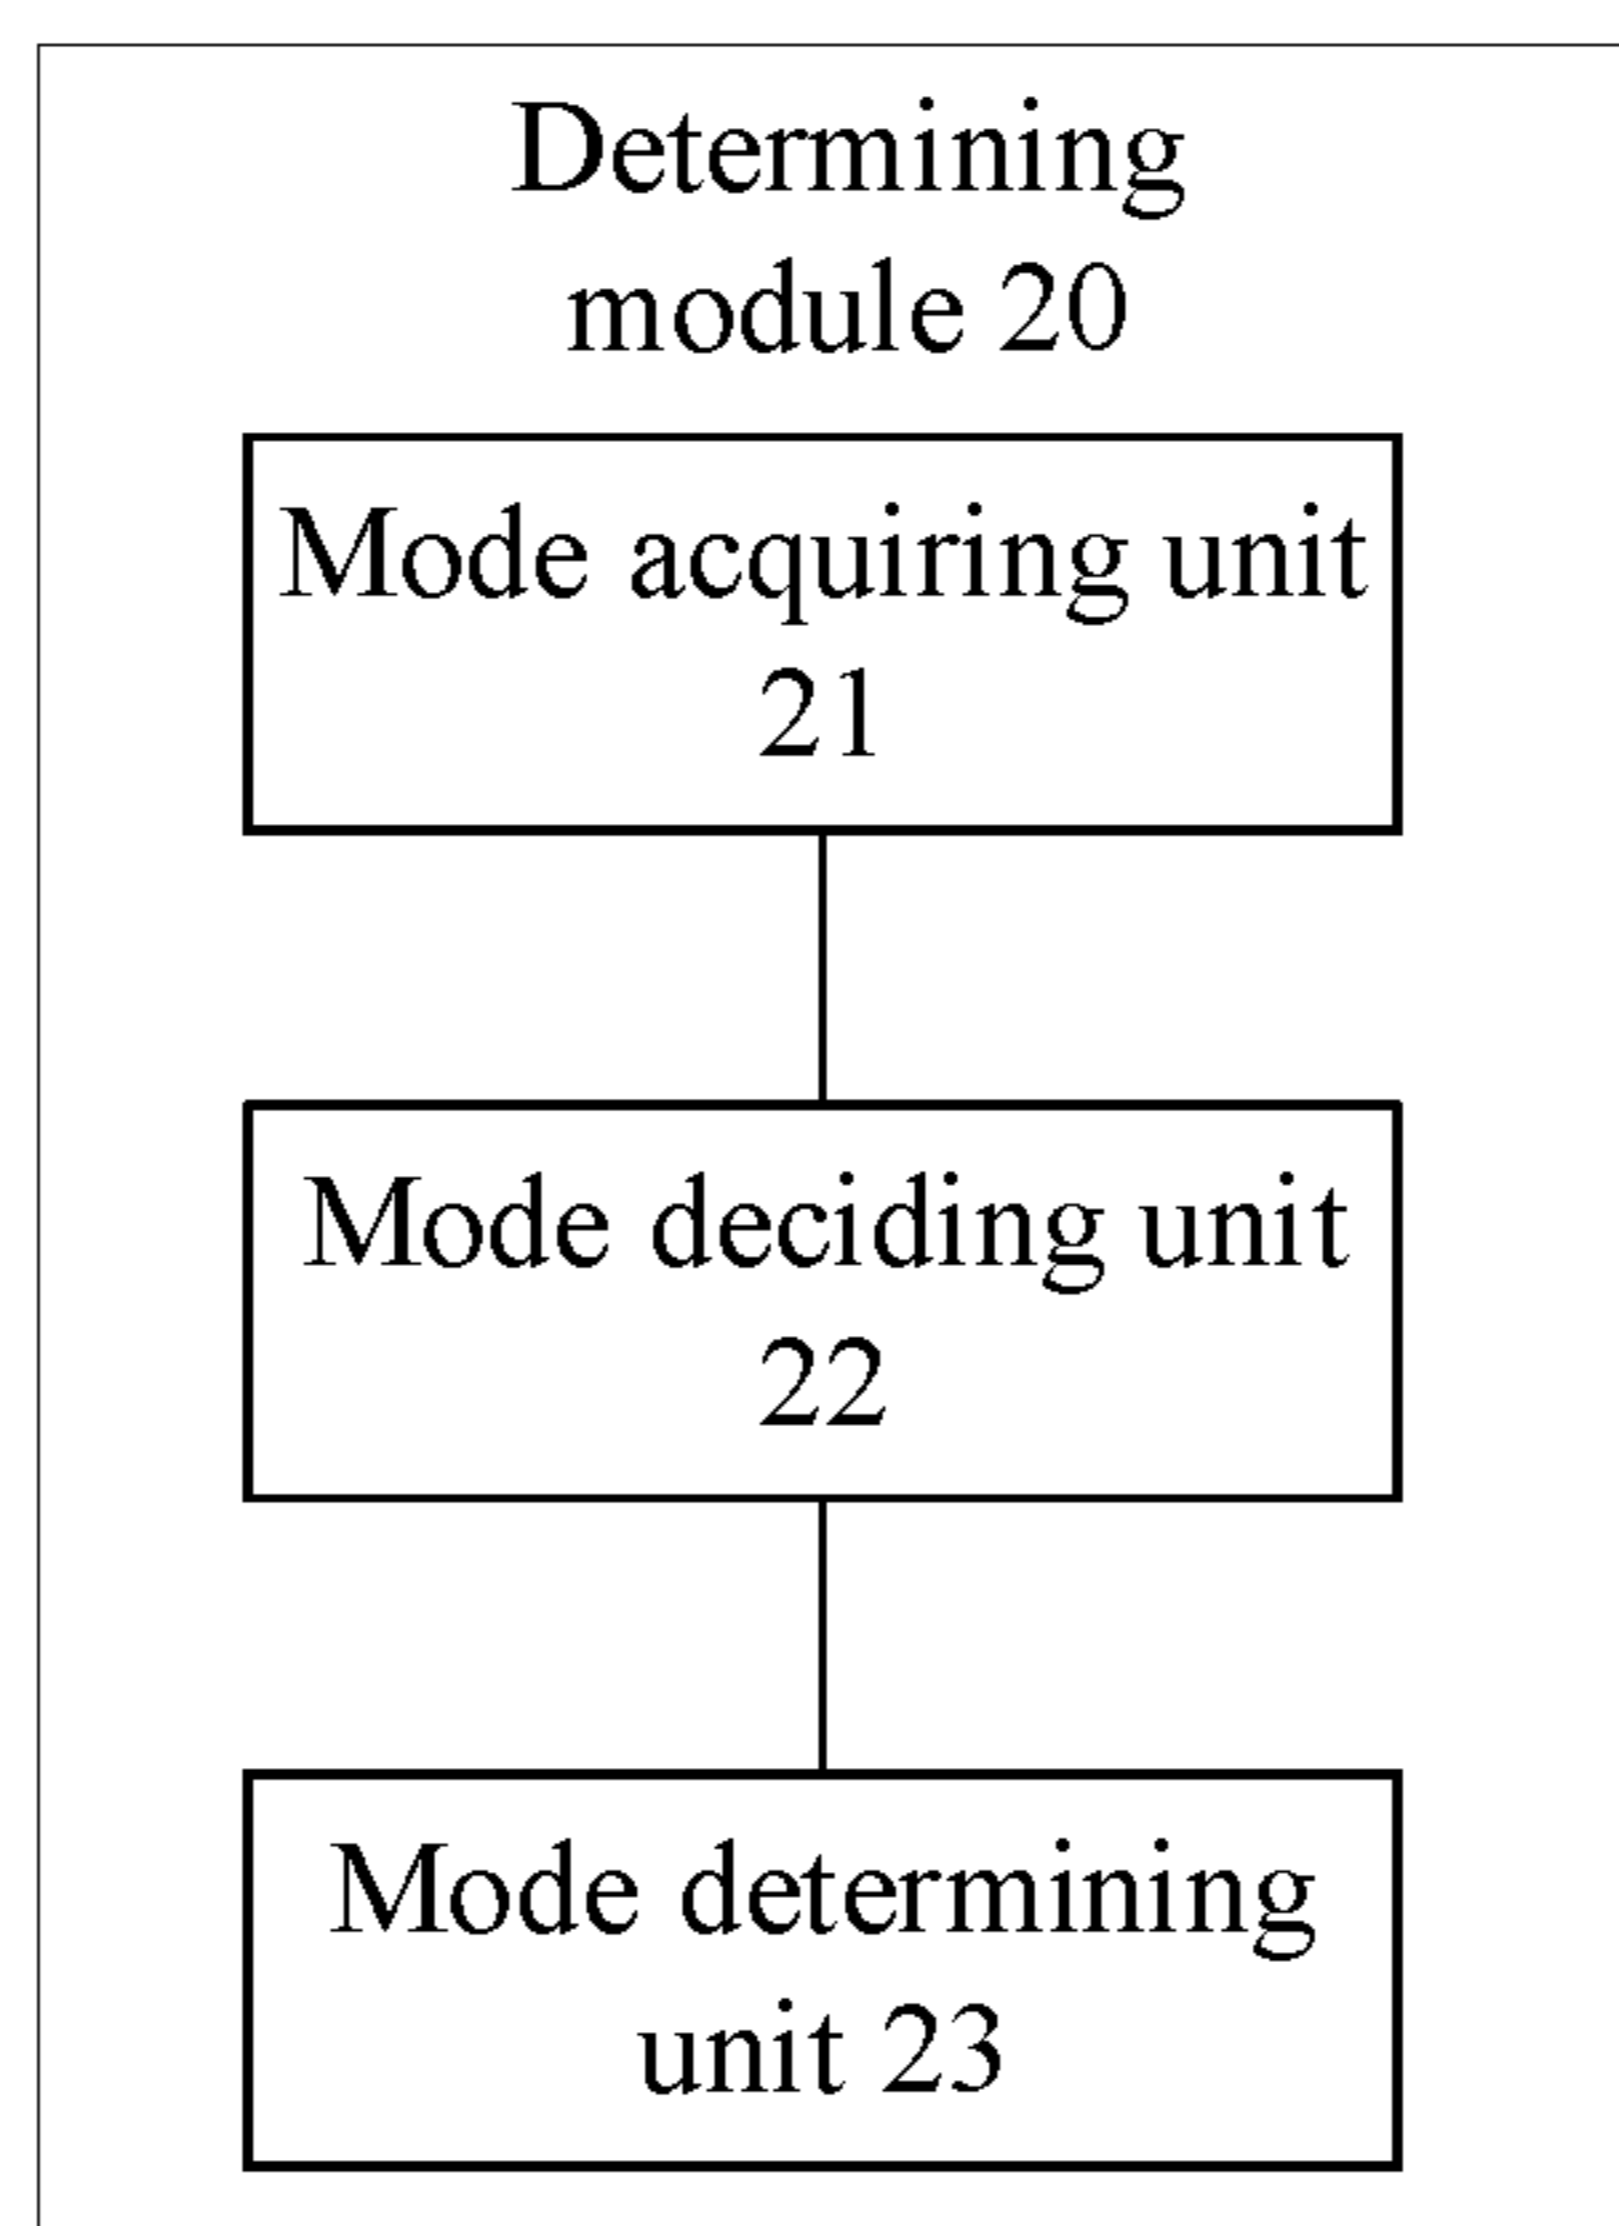 Determining
module 20
Mode acquiring unit
21
Mode deciding unit
22
Mode determining
unit 23